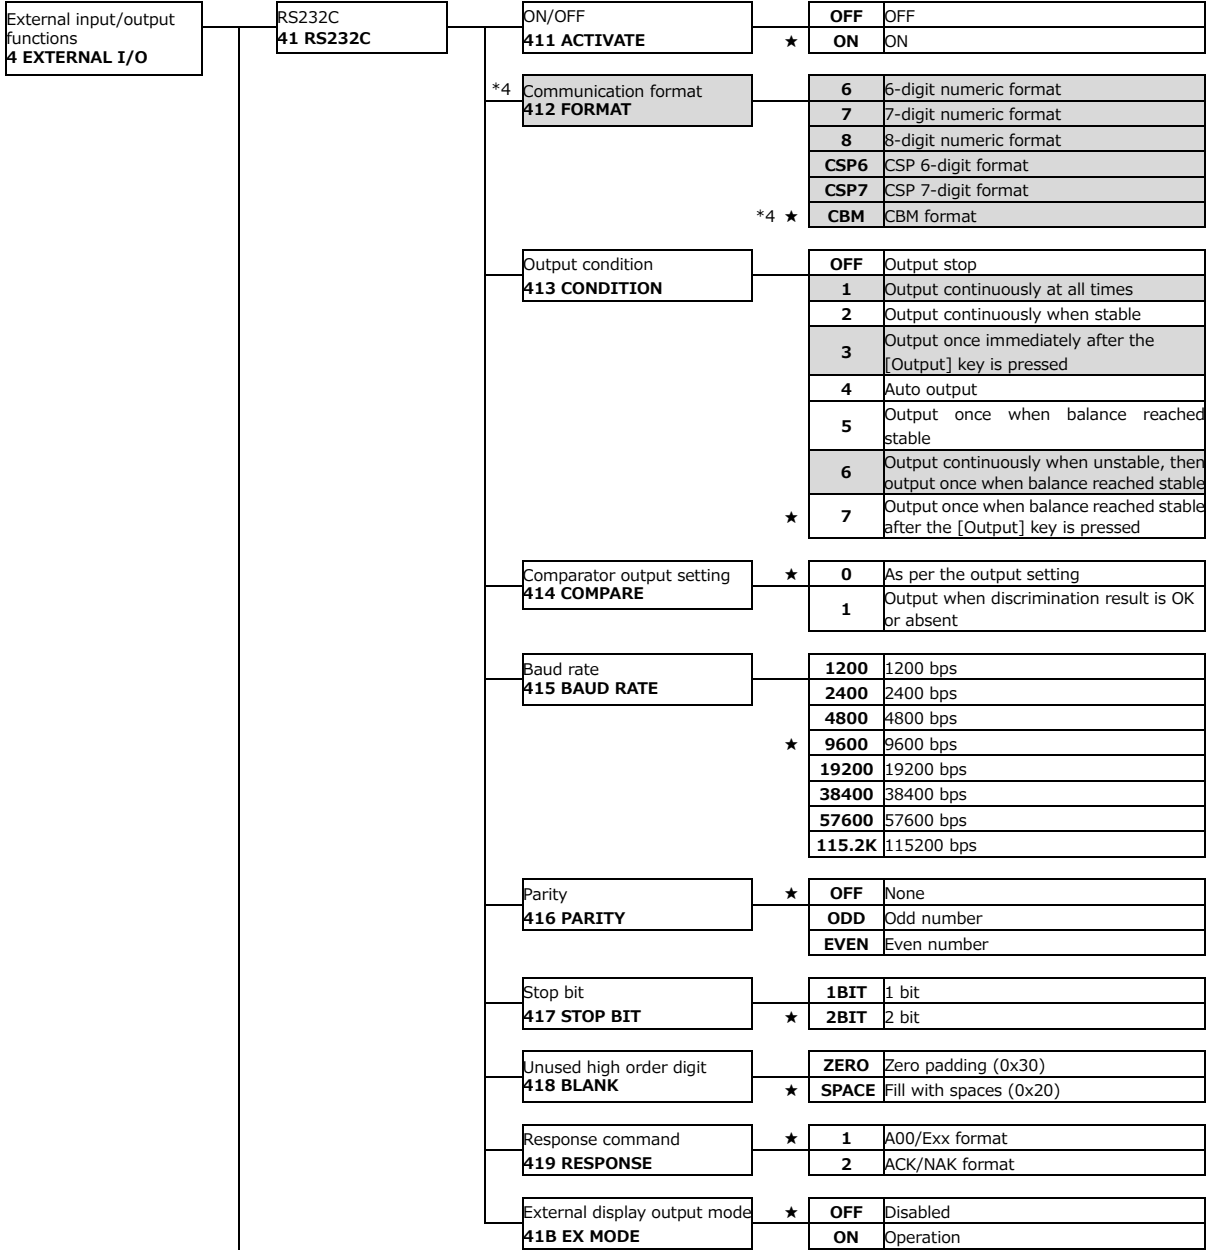 External input/output
functions
4 EXTERNAL I/O
RS232C
41 RS232C
ON/OFF
411 ACTIVATE
OFF OFF
★ ON ON
*4 Communication format
412 FORMAT
6 6-digit numeric format
7 7-digit numeric format
8 8-digit numeric format
CSP6 CSP 6-digit format
CSP7 CSP 7-digit format
*4 ★ CBM CBM format
Output condition
413 CONDITION
OFF Output stop
1 Output continuously at all times
2 Output continuously when stable
3 Output once immediately after the
[Output] key is pressed
4 Auto output
5 Output once when balance reached
stable
6 Output continuously when unstable, then
output once when balance reached stable
★ 7 Output once when balance reached stable
after the [Output] key is pressed
Comparator output setting
414 COMPARE
★ 0 As per the output setting
1 Output when discrimination result is OK
or absent
Baud rate
415 BAUD RATE
1200 1200 bps
2400 2400 bps
4800 4800 bps
★ 9600 9600 bps
19200 19200 bps
38400 38400 bps
57600 57600 bps
115.2K 115200 bps
Parity
416 PARITY
★ OFF None
ODD Odd number
EVEN Even number
Stop bit
417 STOP BIT
1BIT 1 bit
★ 2BIT 2 bit
Unused high order digit
418 BLANK
ZERO Zero padding (0x30)
★ SPACE Fill with spaces (0x20)
Response command
419 RESPONSE
★ 1 A00/Exx format
2 ACK/NAK format
External display output mode
41B EX MODE
★ OFF Disabled
ON Operation